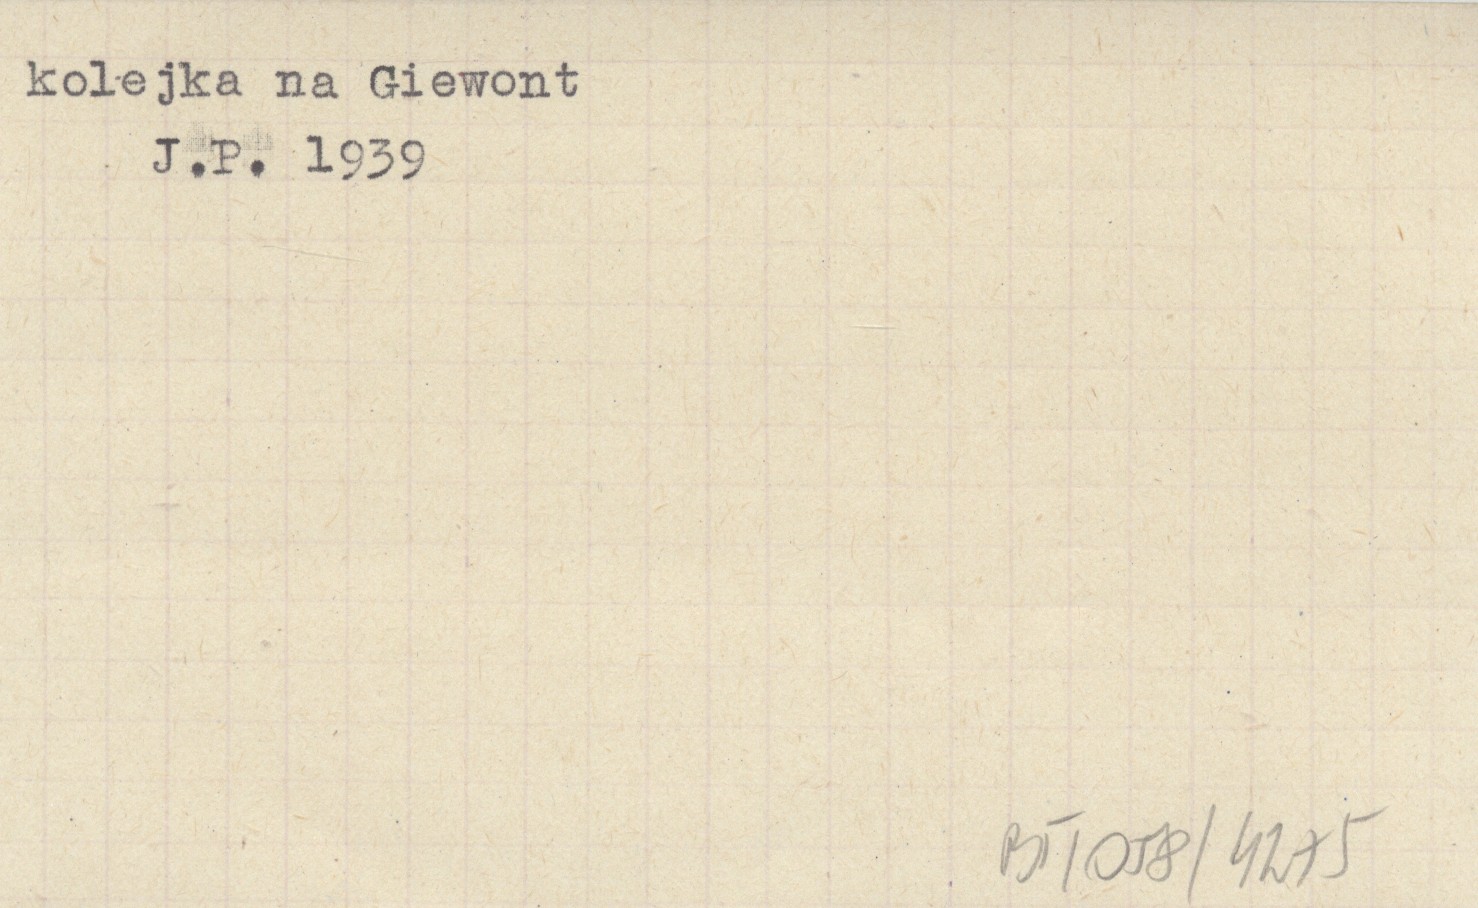 kolejka na Giewont
J.P. 1939
BT/058/4275